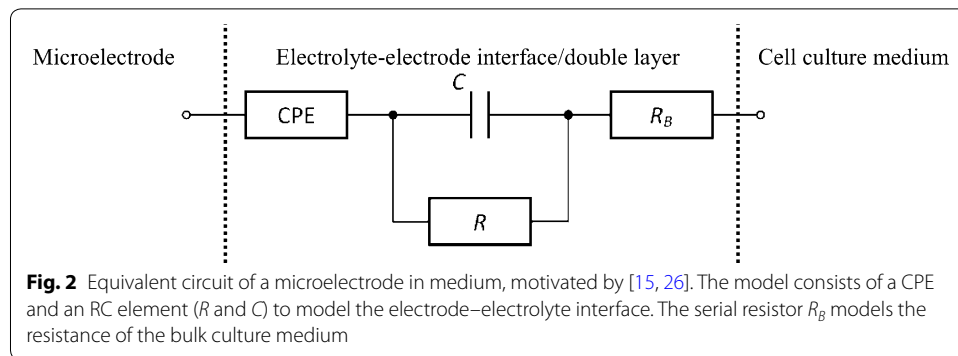 Microelectrode
Electrolyte-electrode interface/double layer
Cell culture medium
C
CPE
R_B
R
Fig. 2 Equivalent circuit of a microelectrode in medium, motivated by [15, 26]. The model consists of a CPE
and an RC element (R and C) to model the electrode–electrolyte interface. The serial resistor R_B models the
resistance of the bulk culture medium